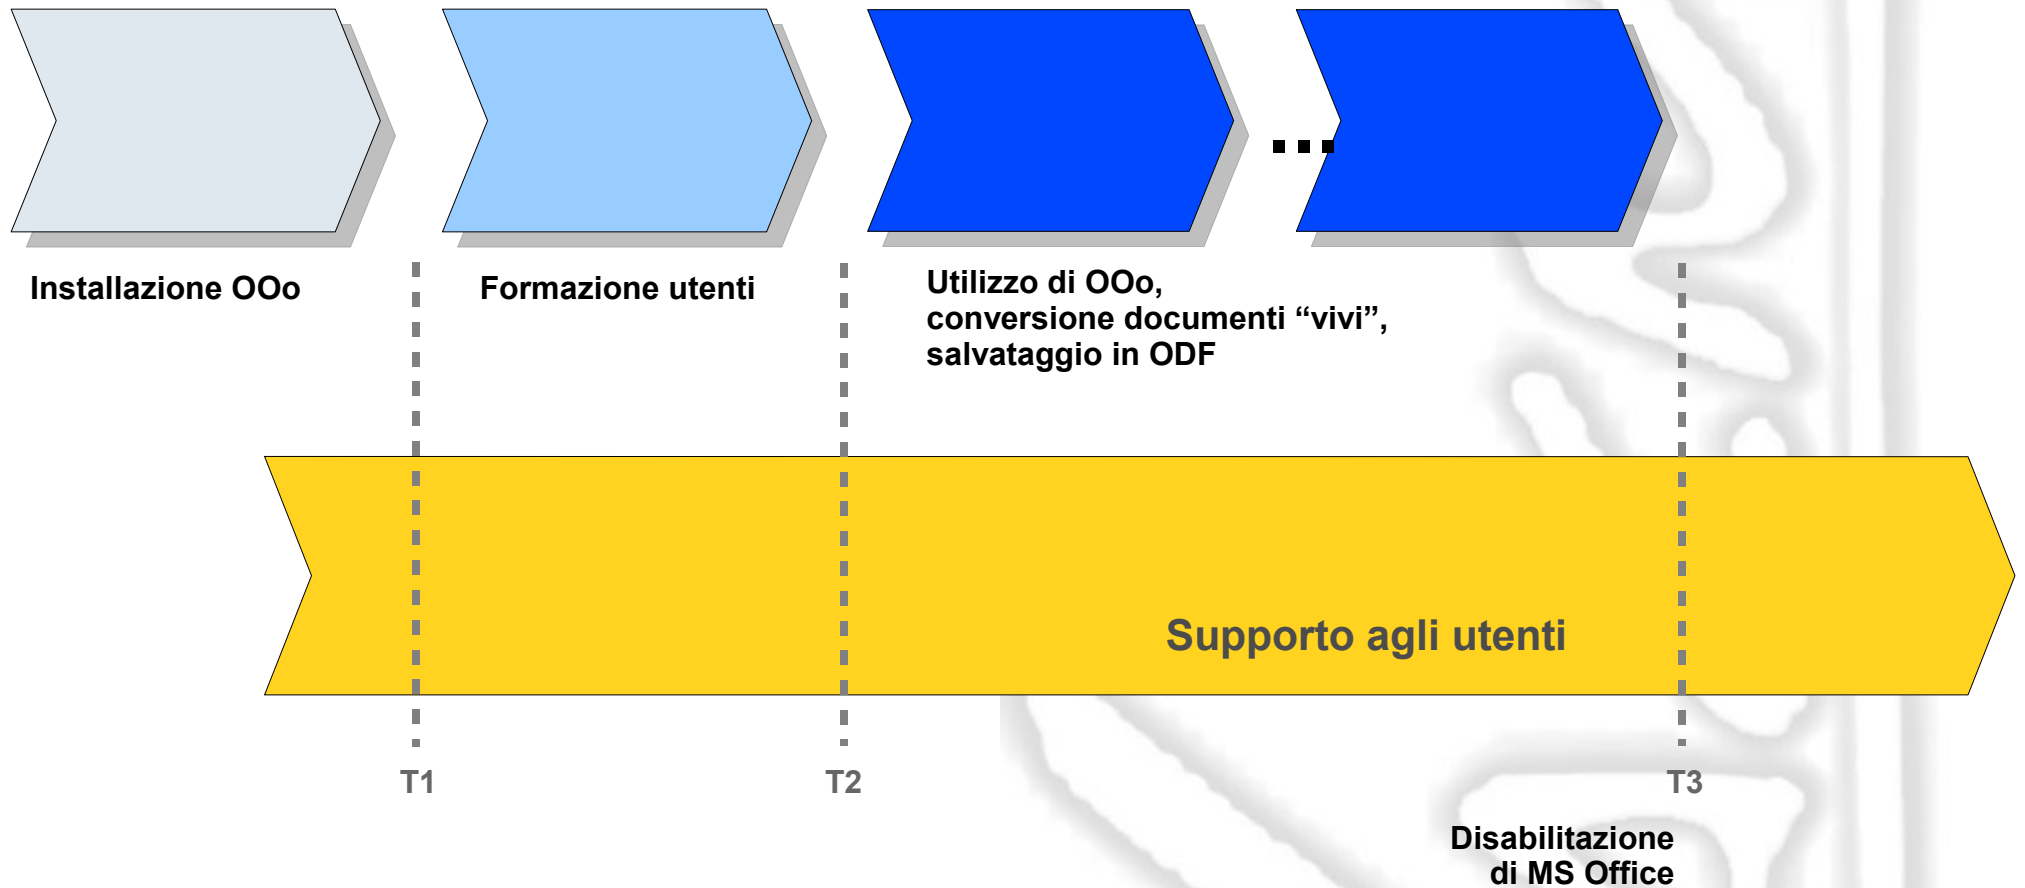 Installazione OOo
Formazione utenti
Utilizzo di OOo,
conversione documenti “vivi”,
salvataggio in ODF
...
Supporto agli utenti
T1
T2
T3
Disabilitazione
di MS Office